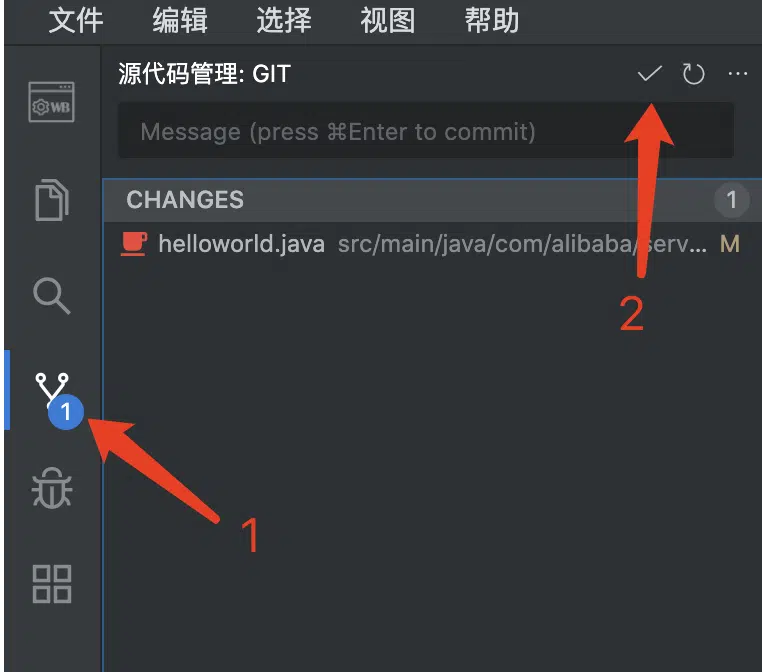 文件 编辑 选择 视图 帮助
源代码管理: GIT
WB
Message (press ⌘Enter to commit)
CHANGES 1
helloworld.java src/main/java/com/alibaba/serv... M
2
1
1